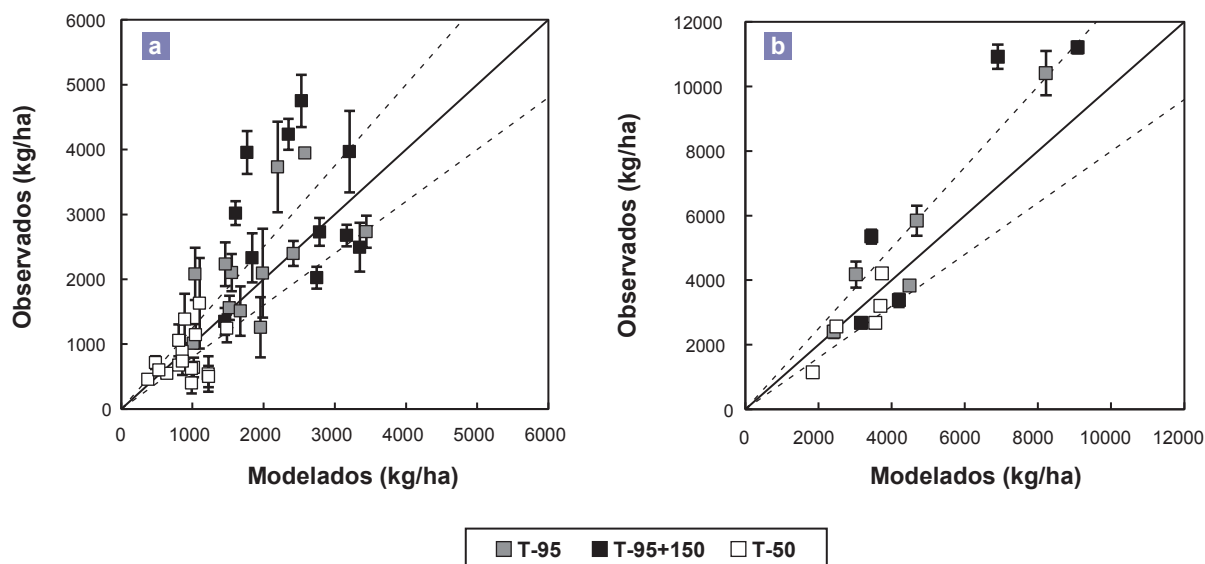 a
Observados (kg/ha)
6000
5000
4000
3000
2000
1000
0
0 1000 2000 3000 4000 5000 6000
Modelados (kg/ha)
b
Observados (kg/ha)
12000
10000
8000
6000
4000
2000
0
0 2000 4000 6000 8000 10000 12000
Modelados (kg/ha)
T-95 T-95+150 T-50